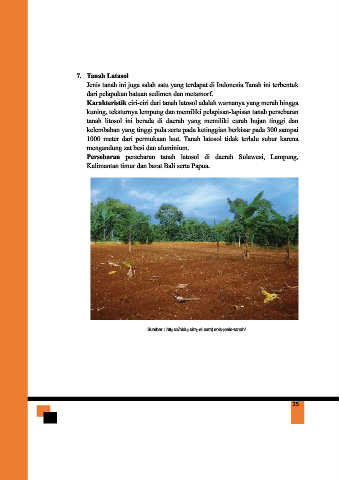 7. Tanah Latosol
Jenis tanah ini juga salah satu yang terdapat di Indonesia Tanah ini terbentuk
dari pelapukan batuan sedimen dan metamorf.
Karakteristik ciri-ciri dari tanah latosol adalah warnanya yang merah hingga
kuning, teksturnya lempung dan memiliki pelapisan-lapisan tanah persebaran
tanah litosol ini berada di daerah yang memiliki curah hujan tinggi dan
kelembaban yang tinggi pula serta pada ketinggian berkisar pada 300 sampai
1000 meter dari permukaan laut. Tanah latosol tidak terlalu subur karena
mengandung zat besi dan aluminium.
Persebaran persebaran tanah latosol di daerah Sulawesi, Lampung,
Kalimantan timur dan barat Bali serta Papua.
Sumber :
35